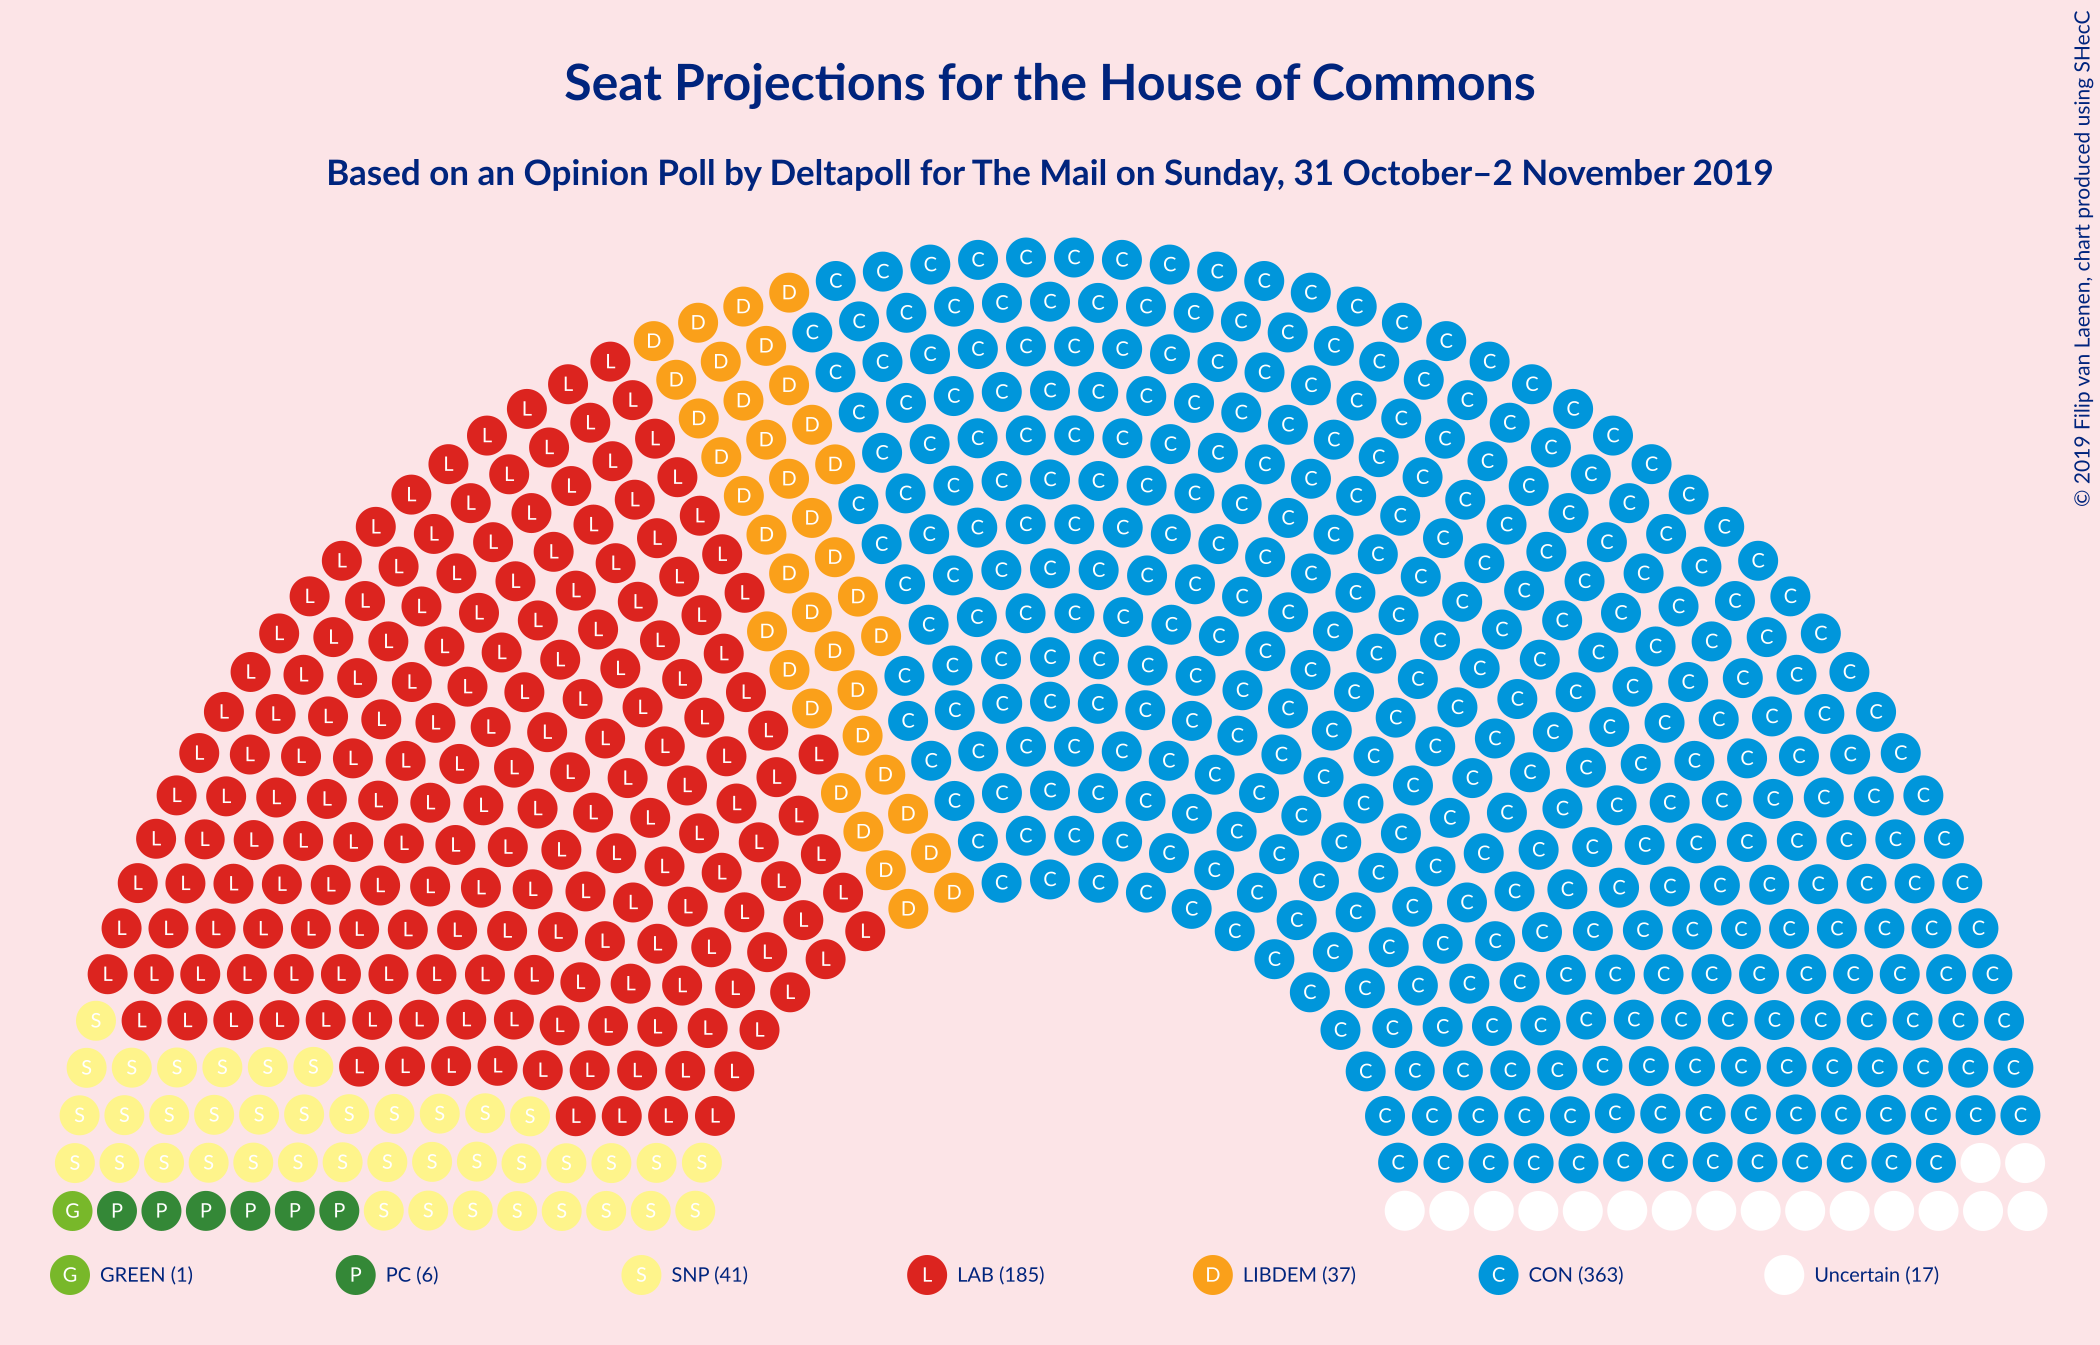 Seat Projections for the House of Commons
Based on an Opinion Poll by Deltapoll for The Mail on Sunday, 31 October–2 November 2019
© 2019 Filip van Laenen, chart produced using SHecC
G GREEN (1)
P PC (6)
S SNP (41)
L LAB (185)
D LIBDEM (37)
C CON (363)
Uncertain (17)